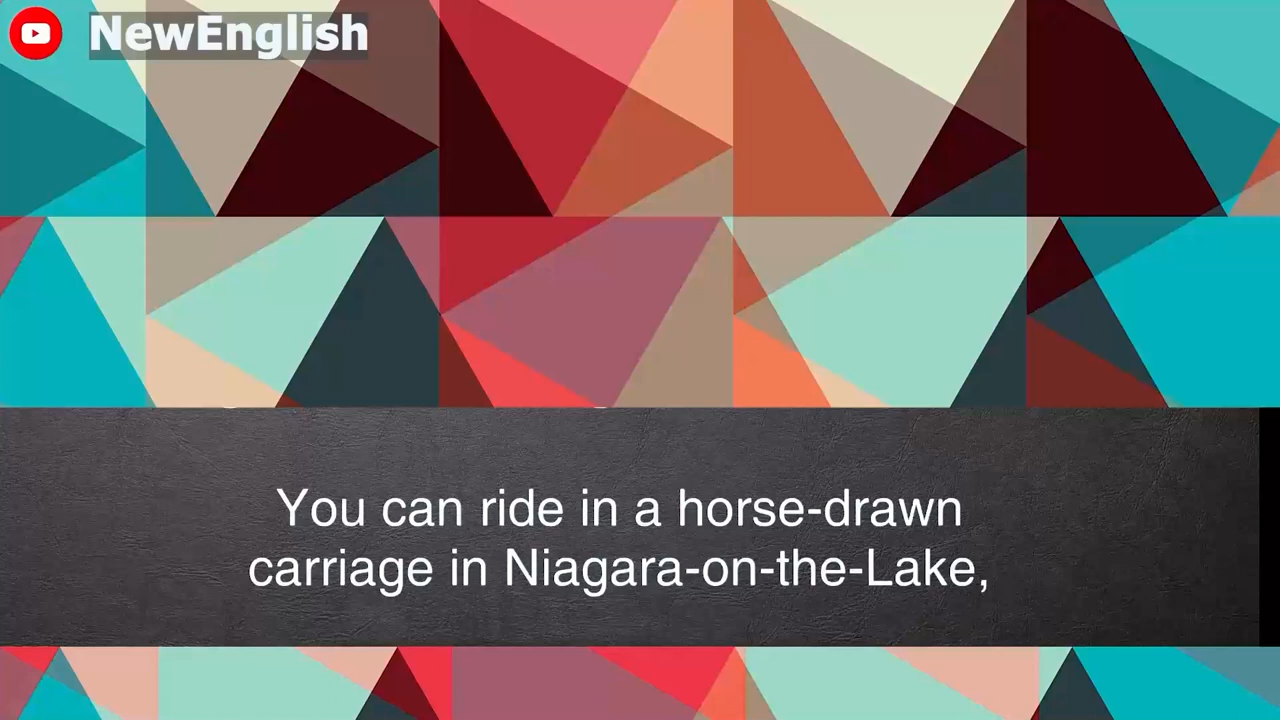 NewEnglish
You can ride in a horse-drawn
carriage in Niagara-on-the-Lake,